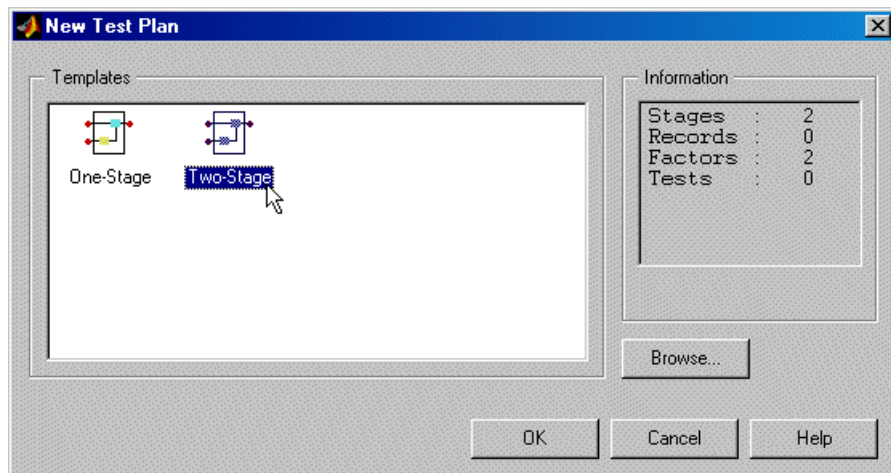 New Test Plan
Templates
One-Stage
Two-Stage
Information
Stages : 2
Records : 0
Factors : 2
Tests : 0
Browse...
OK
Cancel
Help